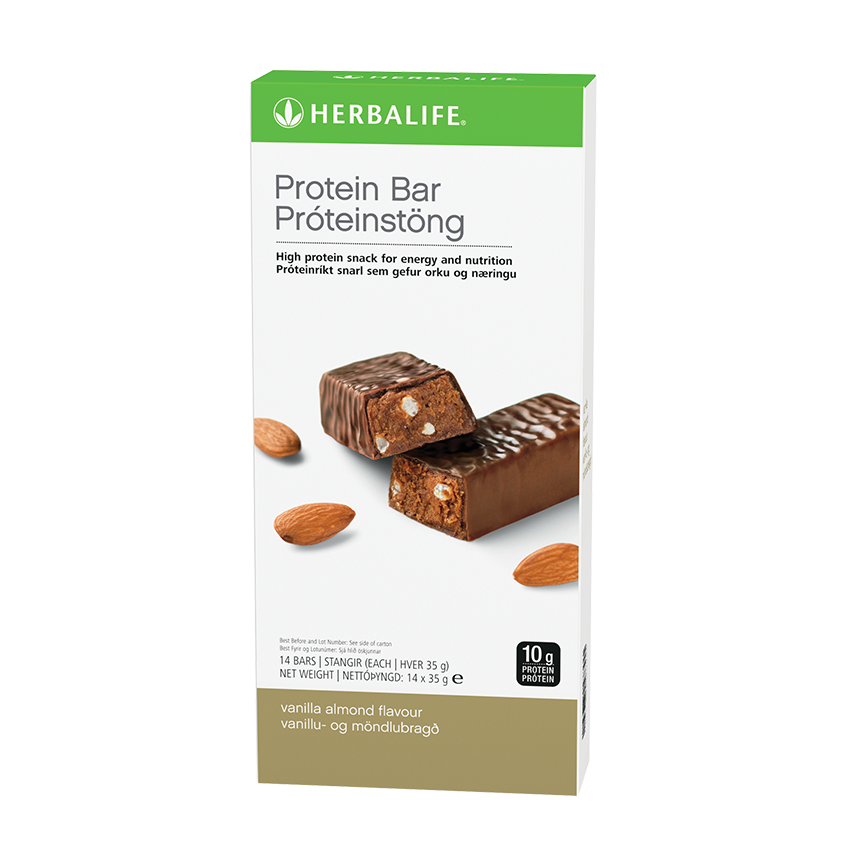 HERBALIFE
HERBALIFE®
Protein Bar
Próteinstöng
High protein snack for energy and nutrition
Próteinríkt snarl sem gefur orku og næringu
Best Before and Lot Number: See side of carton
Best Fyrir og Lotunúmer: Sjá hlið öskjunnar
14 BARS | STANGIR (EACH | HVER 35 g)
NET WEIGHT | NETTÓÞYNGD: 14 x 35 g ℮
10 g
PROTEIN
PRÓTEIN
vanilla almond flavour
vanillu- og möndlubragð